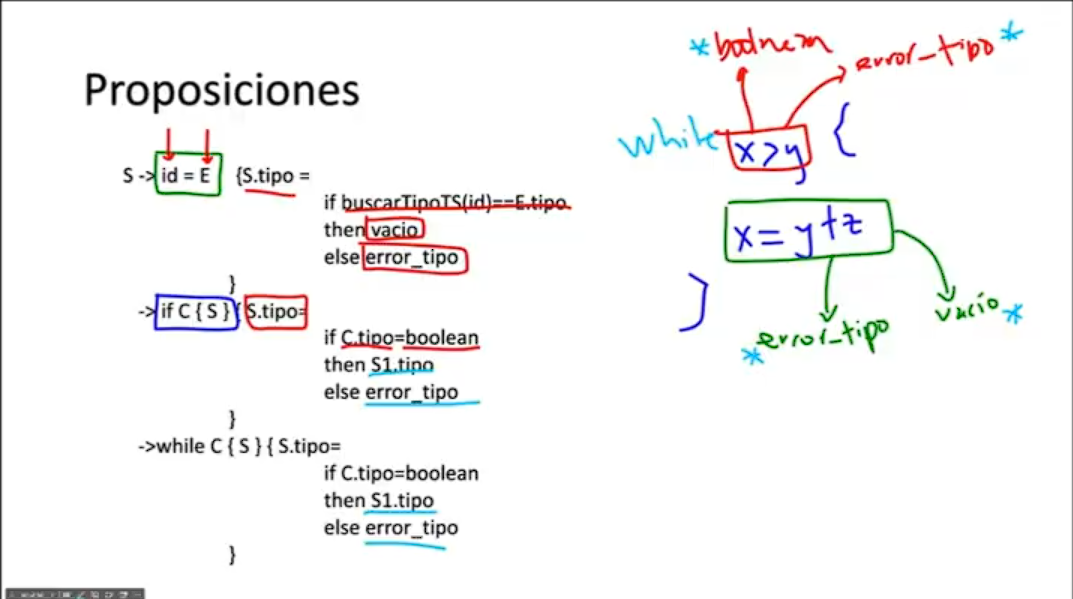 Proposiciones
S -> id = E {S.tipo =
if buscarTipoTS(id)==E.tipo
then vacio
else error_tipo
}
-> if C { S } { S.tipo=
if C.tipo=boolean
then S1.tipo
else error_tipo
}
->while C { S } { S.tipo=
if C.tipo=boolean
then S1.tipo
else error_tipo
}
* boolean error_tipo *
while x>y {
x = y+z
}
* error_tipo vacio *